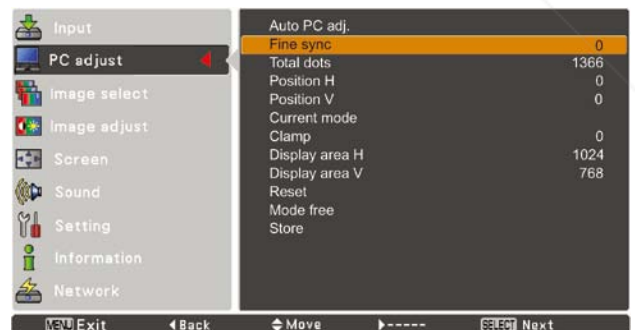 Input
PC adjust
Image select
Image adjust
Screen
Sound
Setting
Information
Network
Auto PC adj.
Fine sync 0
Total dots 1366
Position H 0
Position V 0
Current mode
Clamp 0
Display area H 1024
Display area V 768
Reset
Mode free
Store
MENU Exit ◀Back Move ▶----- SELECT Next